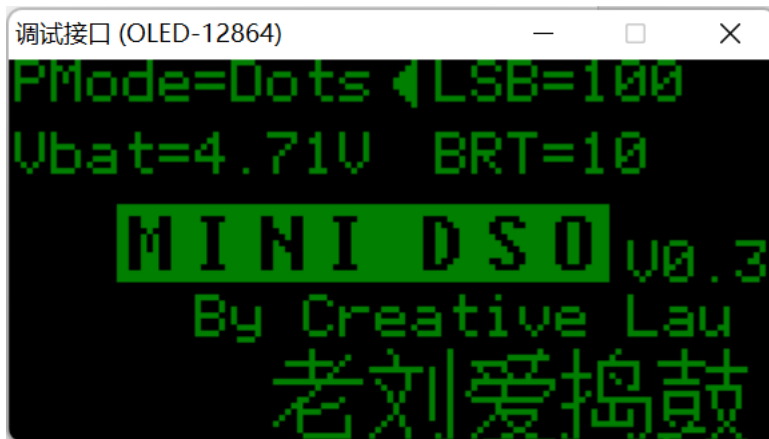 调试接口 (OLED-12864)
PMode=Dots LSB=100
Vbat=4.71V BRT=10
MINI DSO V0.3
By Creative Lau
老刘爱捣鼓